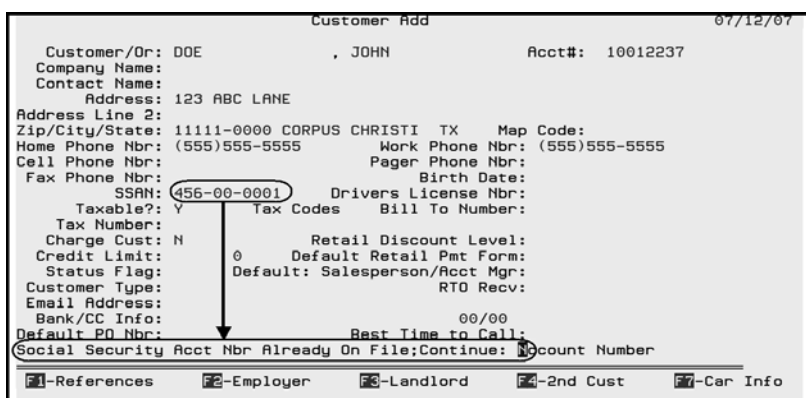 Customer Add 07/12/07
Customer/Or: DOE , JOHN Acct#: 10012237
Company Name:
Contact Name:
Address: 123 ABC LANE
Address Line 2:
Zip/City/State: 11111-0000 CORPUS CHRISTI TX Map Code:
Home Phone Nbr: (555)555-5555 Work Phone Nbr: (555)555-5555
Cell Phone Nbr: Pager Phone Nbr:
Fax Phone Nbr: Birth Date:
SSAN: 456-00-0001 Drivers License Nbr:
Taxable?: Y Tax Codes Bill To Number:
Tax Number:
Charge Cust: N Retail Discount Level:
Credit Limit: 0 Default Retail Pmt Form:
Status Flag: Default: Salesperson/Acct Mgr:
Customer Type: RTO Recv:
Email Address:
Bank/CC Info: 00/00
Default PO Nbr: Best Time to Call:
Social Security Acct Nbr Already On File;Continue: Nocount Number
F1-References F2-Employer F3-Landlord F4-2nd Cust F7-Car Info